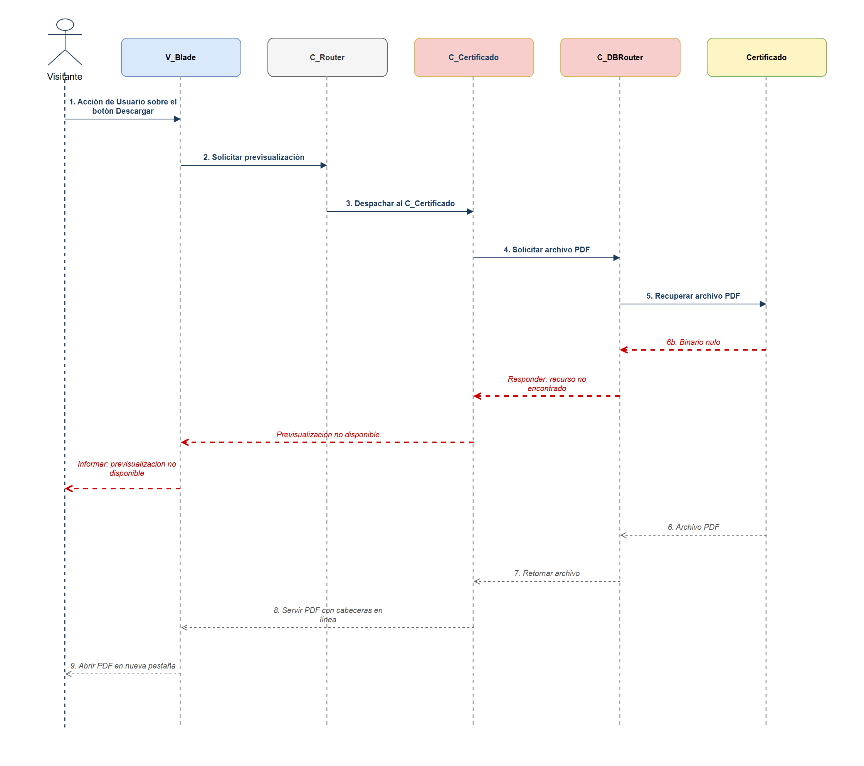 Visitante
V_Blade
C_Router
C_Certificado
C_DBRouter
Certificado
1. Acción de Usuario sobre el
botón Descargar
2. Solicitar previsualización
3. Despachar al C_Certificado
4. Solicitar archivo PDF
5. Recuperar archivo PDF
6b. Binario nulo
Responder: recurso no
encontrado
Previsualización no disponible
Informar: previsualizacion no
disponible
6. Archivo PDF
7. Retornar archivo
8. Servir PDF con cabeceras en
línea
9. Abrir PDF en nueva pestaña